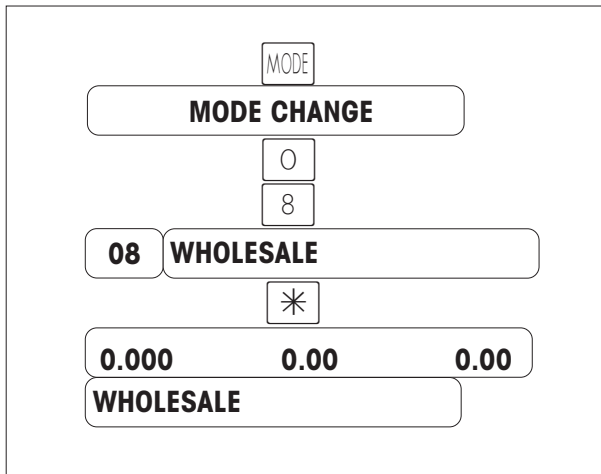 MODE
MODE CHANGE
0
8
08 WHOLESALE
✳
0.000 0.00 0.00
WHOLESALE